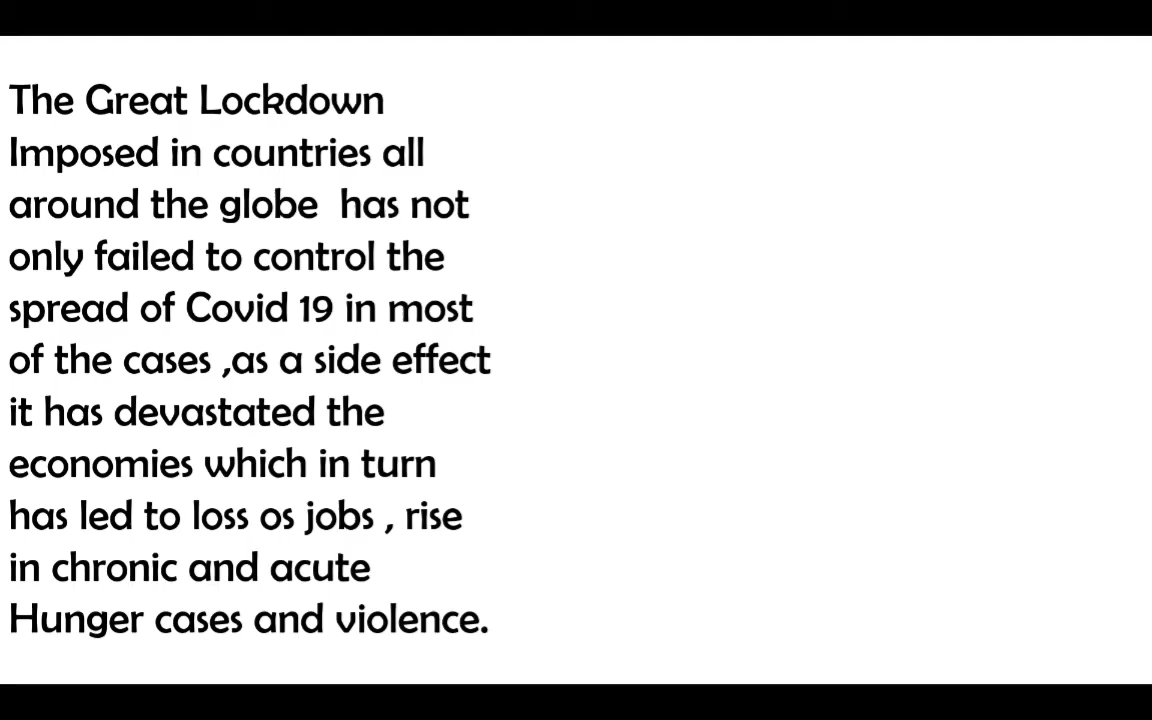 The Great Lockdown
Imposed in countries all
around the globe  has not
only failed to control the
spread of Covid 19 in most
of the cases ,as a side effect
it has devastated the
economies which in turn
has led to loss os jobs , rise
in chronic and acute
Hunger cases and violence.